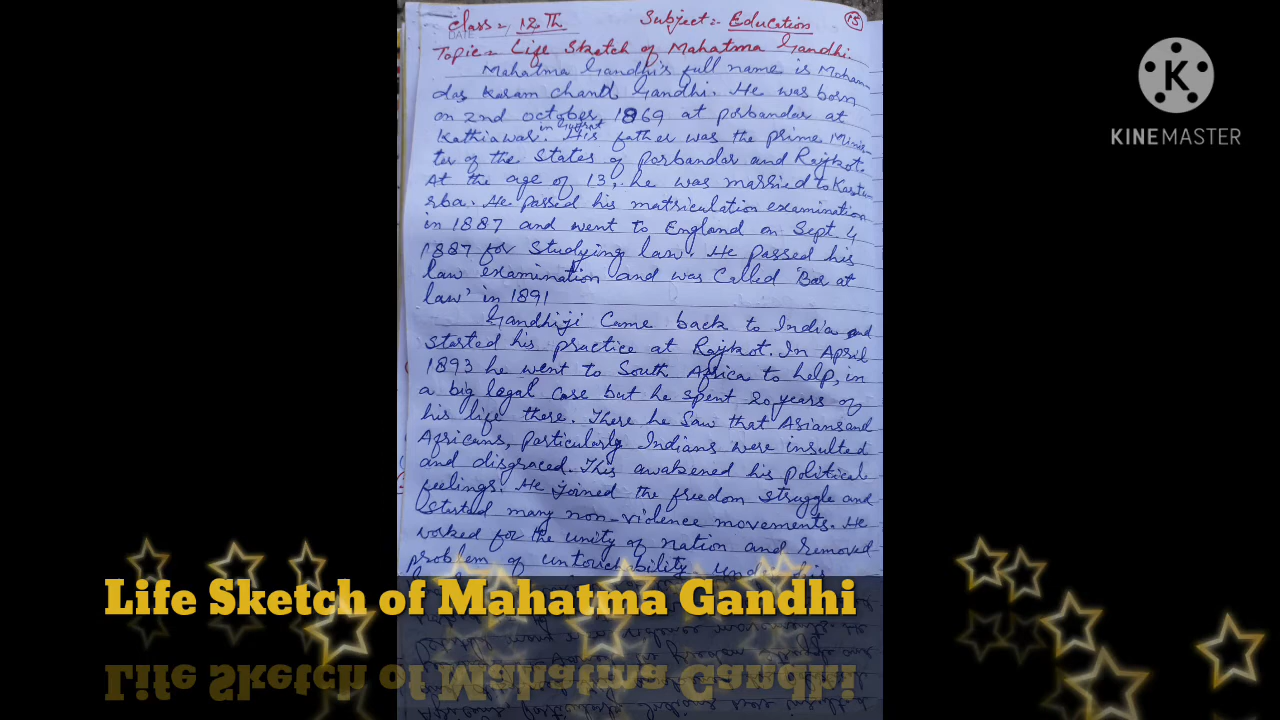 Class :- 12 Th Subject :- Education 15
DATE
Topic :- Life Sketch of Mahatma Gandhi.
Mahatma Gandhi's full name is Mohan
das Karam chand Gandhi. He was born
on 2nd october, 1869 at porbandar at
in Gujrat
Kathiawar. His father was the prime Minis-
ter of the states of porbandar and Rajkot.
At the age of 13, he was married to Kastu-
rba. He passed his matriculation examination
in 1887 and went to England on Sept 4
1887 for studying law. He passed his
law examination and was Called 'Bar at
law' in 1891
Gandhiji Came back to India and
started his practice at Rajkot. In April
1893 he went to South Africa to help, in
a big legal case but he spent 20 years of
his life there. There he Saw that Asians and
Africans, particularly Indians were insulted
and disgraced. This awakened his political
feelings. He joined the freedom struggle and
started many non-violence movements. He
worked for the unity of nation and removed
problem of untouchability under his
Life Sketch of Mahatma Gandhi
K
KINEMASTER